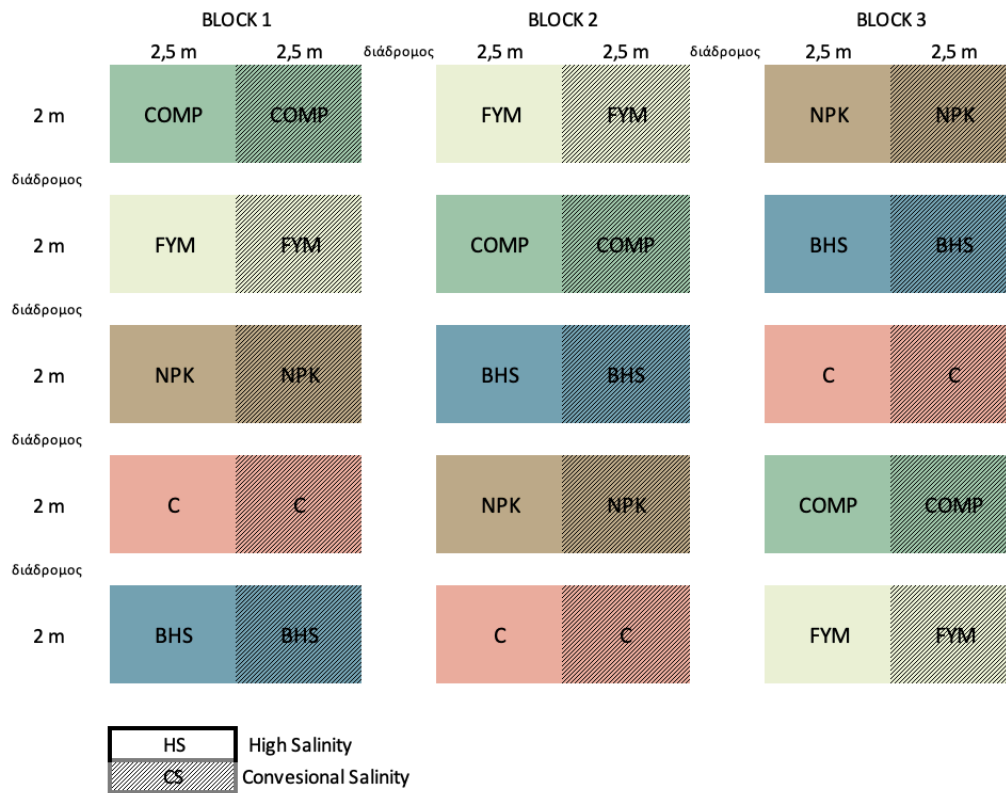 BLOCK 1 BLOCK 2 BLOCK 3
2,5 m 2,5 m διάδρομος 2,5 m 2,5 m διάδρομος 2,5 m 2,5 m
2 m COMP COMP FYM FYM NPK NPK
διάδρομος
2 m FYM FYM COMP COMP BHS BHS
διάδρομος
2 m NPK NPK BHS BHS C C
διάδρομος
2 m C C NPK NPK COMP COMP
διάδρομος
2 m BHS BHS C C FYM FYM
HS High Salinity
CS Convesional Salinity